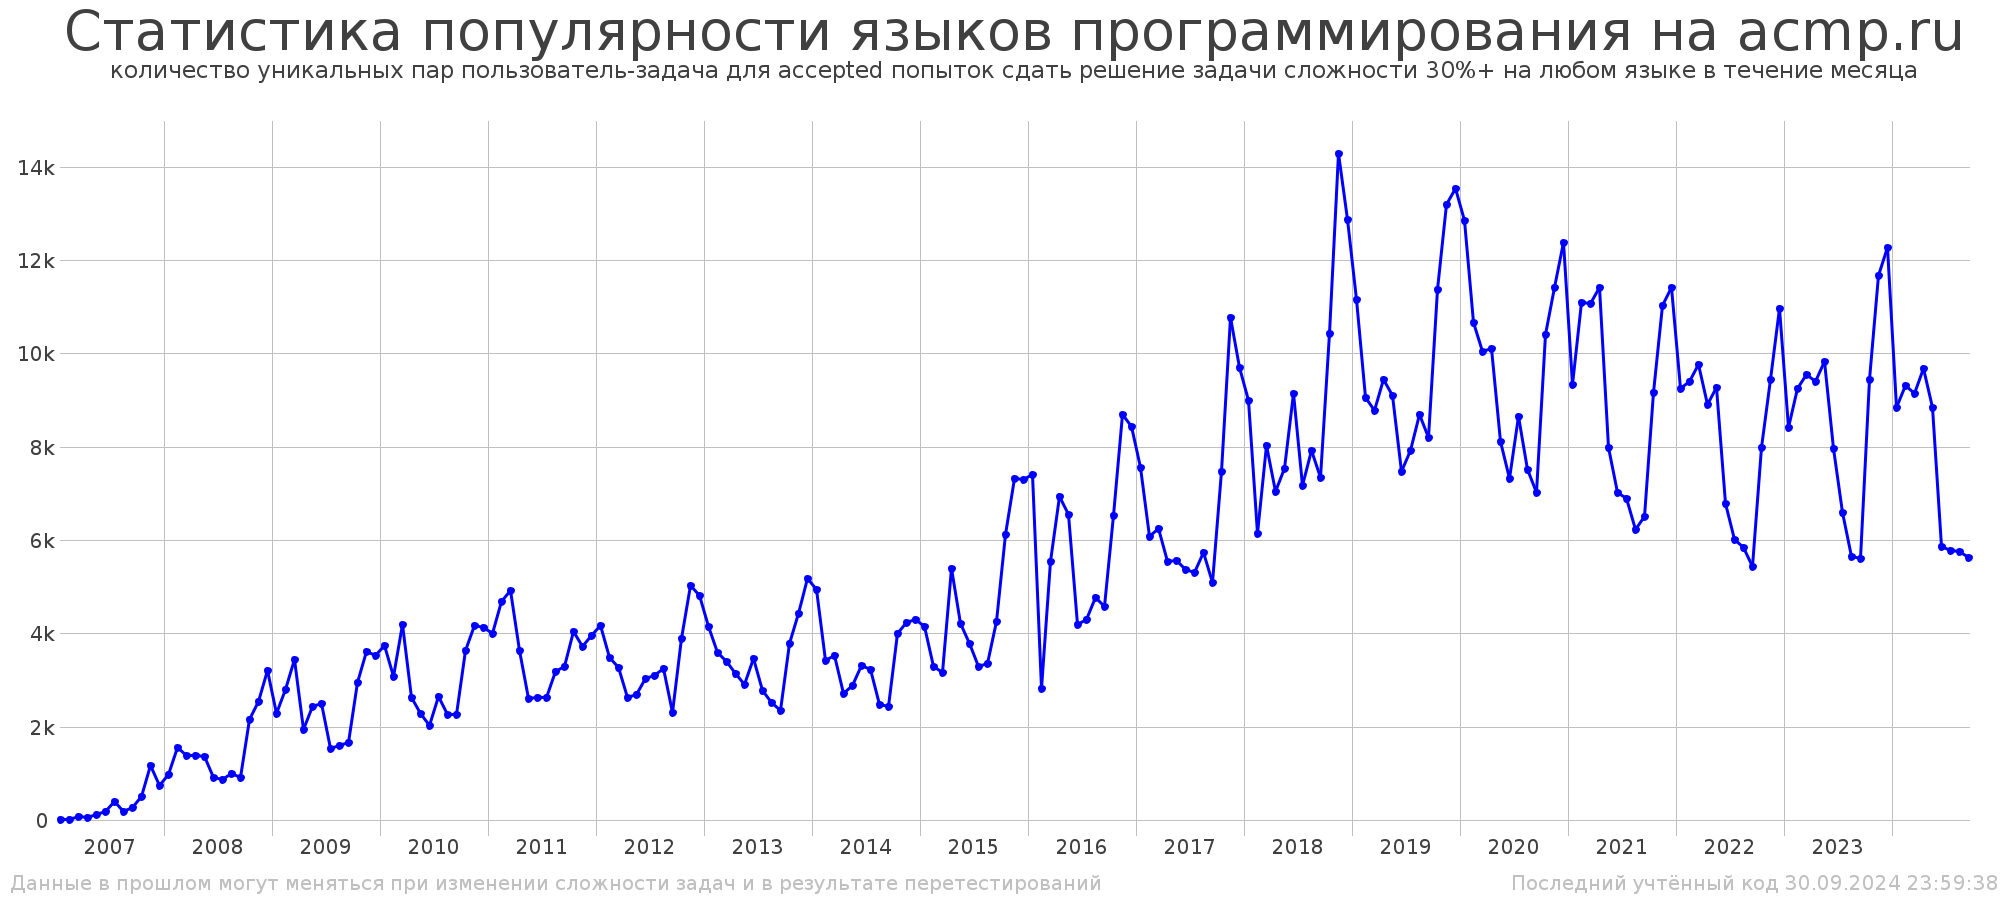 Статистика популярности языков программирования на acmp.ru
количество уникальных пар пользователь-задача для accepted попыток сдать решение задачи сложности 30%+ на любом языке в течение месяца
14k
12k
10k
8k
6k
4k
2k
0
2007 2008 2009 2010 2011 2012 2013 2014 2015 2016 2017 2018 2019 2020 2021 2022 2023
Данные в прошлом могут меняться при изменении сложности задач и в результате перетестирований
Последний учтённый код 30.09.2024 23:59:38